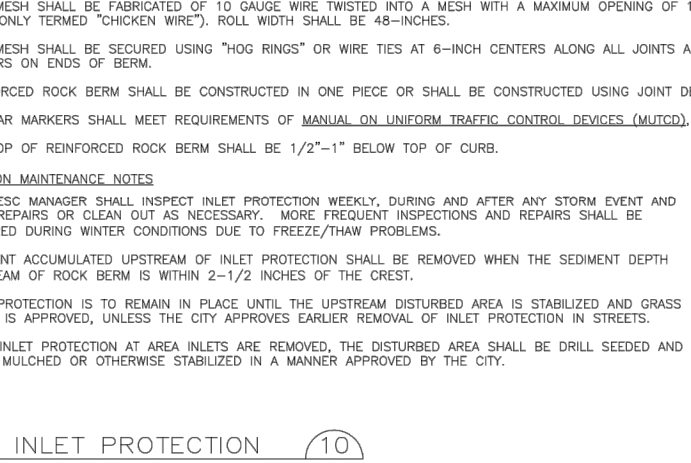 MESH SHALL BE FABRICATED OF 10 GAUGE WIRE TWISTED INTO A MESH WITH A MAXIMUM OPENING OF 1
ONLY TERMED "CHICKEN WIRE"). ROLL WIDTH SHALL BE 48-INCHES.
MESH SHALL BE SECURED USING "HOG RINGS" OR WIRE TIES AT 6-INCH CENTERS ALONG ALL JOINTS A
RS ON ENDS OF BERM.
ORCED ROCK BERM SHALL BE CONSTRUCTED IN ONE PIECE OR SHALL BE CONSTRUCTED USING JOINT DE
AR MARKERS SHALL MEET REQUIREMENTS OF MANUAL ON UNIFORM TRAFFIC CONTROL DEVICES (MUTCD),
OP OF REINFORCED ROCK BERM SHALL BE 1/2"-1" BELOW TOP OF CURB.
ON MAINTENANCE NOTES
ESC MANAGER SHALL INSPECT INLET PROTECTION WEEKLY, DURING AND AFTER ANY STORM EVENT AND
REPAIRS OR CLEAN OUT AS NECESSARY. MORE FREQUENT INSPECTIONS AND REPAIRS SHALL BE
ED DURING WINTER CONDITIONS DUE TO FREEZE/THAW PROBLEMS.
NT ACCUMULATED UPSTREAM OF INLET PROTECTION SHALL BE REMOVED WHEN THE SEDIMENT DEPTH
EAM OF ROCK BERM IS WITHIN 2-1/2 INCHES OF THE CREST.
PROTECTION IS TO REMAIN IN PLACE UNTIL THE UPSTREAM DISTURBED AREA IS STABILIZED AND GRASS
IS APPROVED, UNLESS THE CITY APPROVES EARLIER REMOVAL OF INLET PROTECTION IN STREETS.
INLET PROTECTION AT AREA INLETS ARE REMOVED, THE DISTURBED AREA SHALL BE DRILL SEEDED AND
MULCHED OR OTHERWISE STABILIZED IN A MANNER APPROVED BY THE CITY.
INLET PROTECTION 10